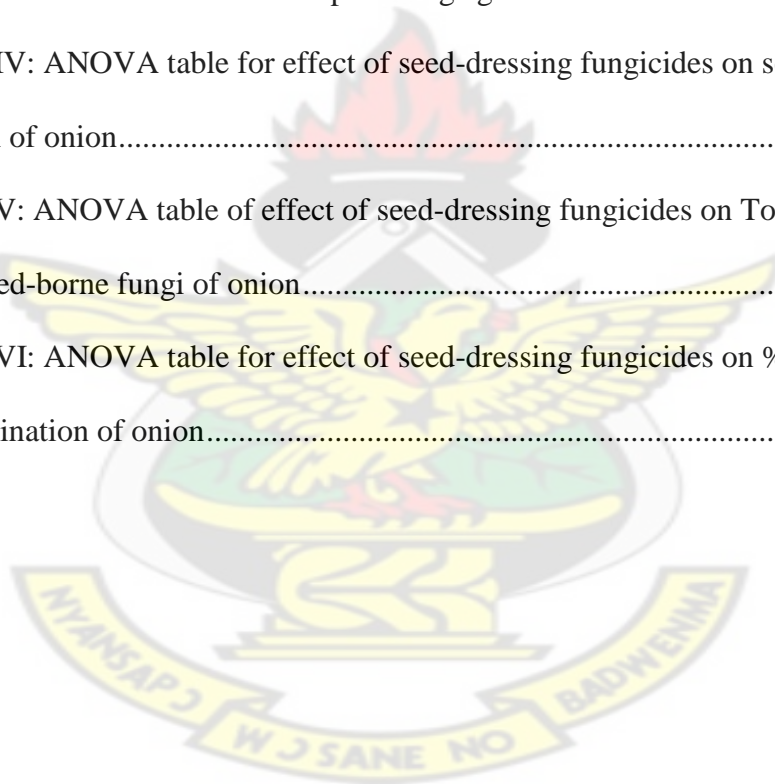 IV: ANOVA table for effect of seed-dressing fungicides on s
of onion
V: ANOVA table of effect of seed-dressing fungicides on To
ed-borne fungi of onion
VI: ANOVA table for effect of seed-dressing fungicides on %
ination of onion
NYANSAPƆ WƆSANE NO BADWENMA